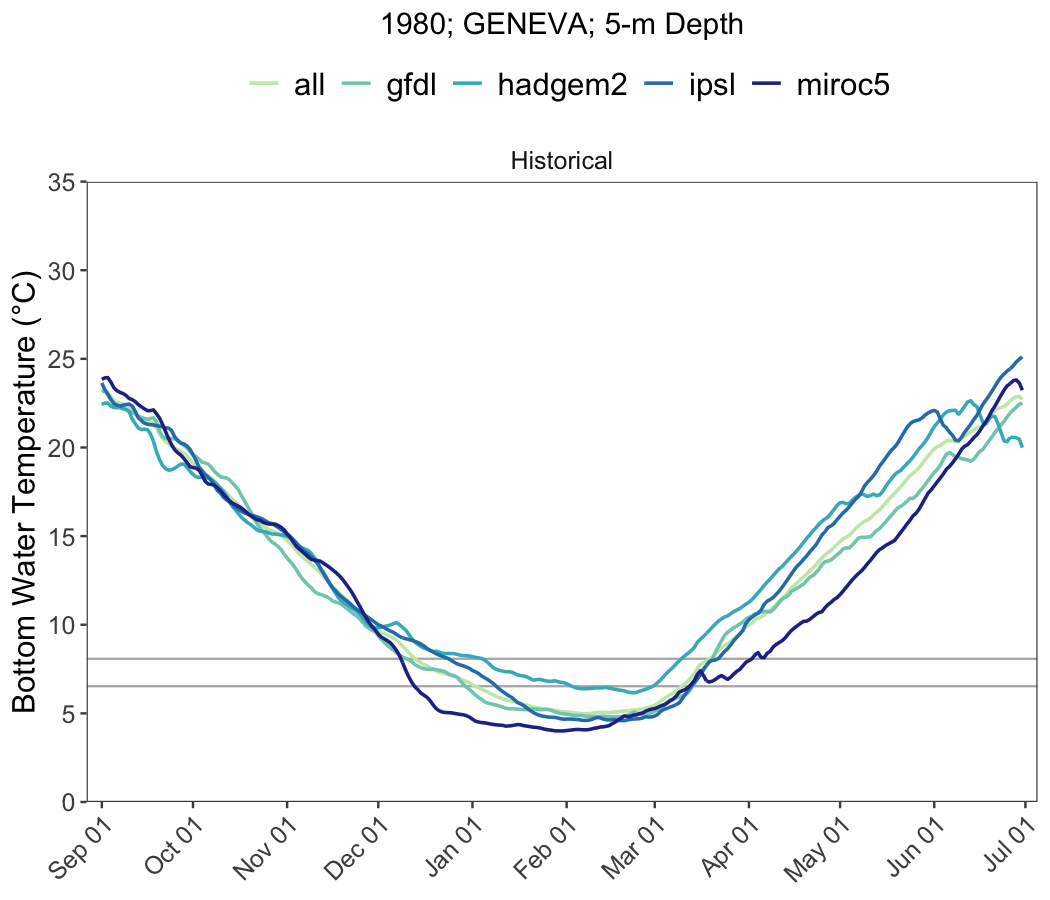 1980; GENEVA; 5-m Depth
all gfdl hadgem2 ipsl miroc5
Historical
Bottom Water Temperature (°C)
35
30
25
20
15
10
5
0
Sep 01 Oct 01 Nov 01 Dec 01 Jan 01 Feb 01 Mar 01 Apr 01 May 01 Jun 01 Jul 01